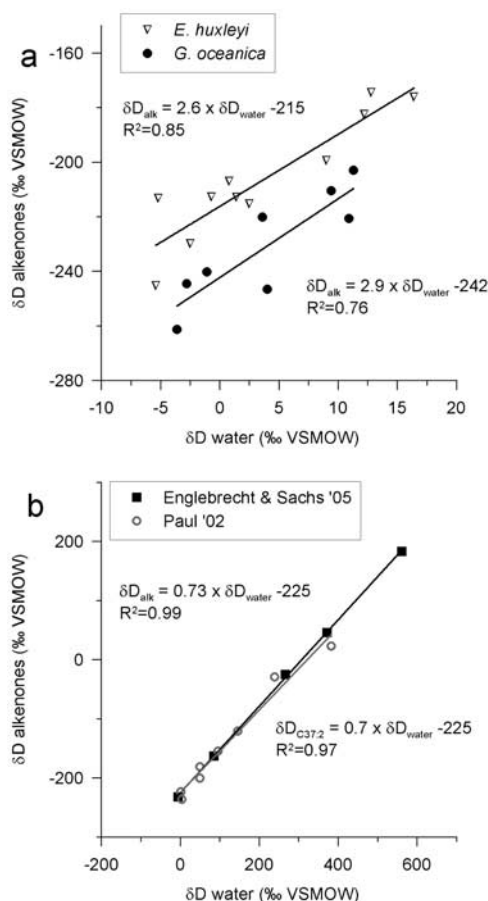 a
E. huxleyi
G. oceanica
δDalk = 2.6 x δDwater -215
R²=0.85
δDalk = 2.9 x δDwater -242
R²=0.76
-160
-200
-240
-280
δD alkenones (‰ VSMOW)
-10 -5 0 5 10 15 20
δD water (‰ VSMOW)
b
Englebrecht & Sachs '05
Paul '02
δDalk = 0.73 x δDwater -225
R²=0.99
δDC37:2 = 0.7 x δDwater -225
R²=0.97
200
0
-200
δD alkenones (‰ VSMOW)
-200 0 200 400 600
δD water (‰ VSMOW)